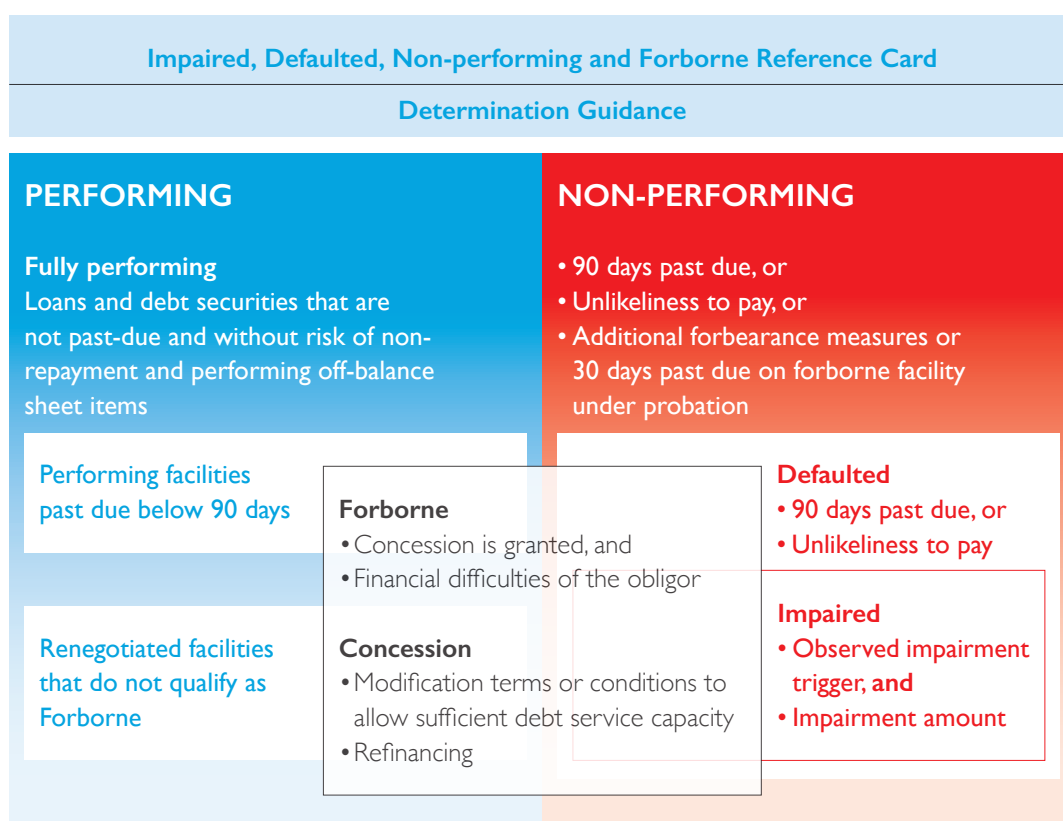 Impaired, Defaulted, Non-performing and Forborne Reference Card
Determination Guidance
PERFORMING
Fully performing
Loans and debt securities that are
not past-due and without risk of non-
repayment and performing off-balance
sheet items
Performing facilities
past due below 90 days
Renegotiated facilities
that do not qualify as
Forborne
Forborne
• Concession is granted, and
• Financial difficulties of the obligor
Concession
• Modification terms or conditions to
allow sufficient debt service capacity
• Refinancing
NON-PERFORMING
• 90 days past due, or
• Unlikeliness to pay, or
• Additional forbearance measures or
30 days past due on forborne facility
under probation
Defaulted
• 90 days past due, or
• Unlikeliness to pay
Impaired
• Observed impairment
trigger, and
• Impairment amount